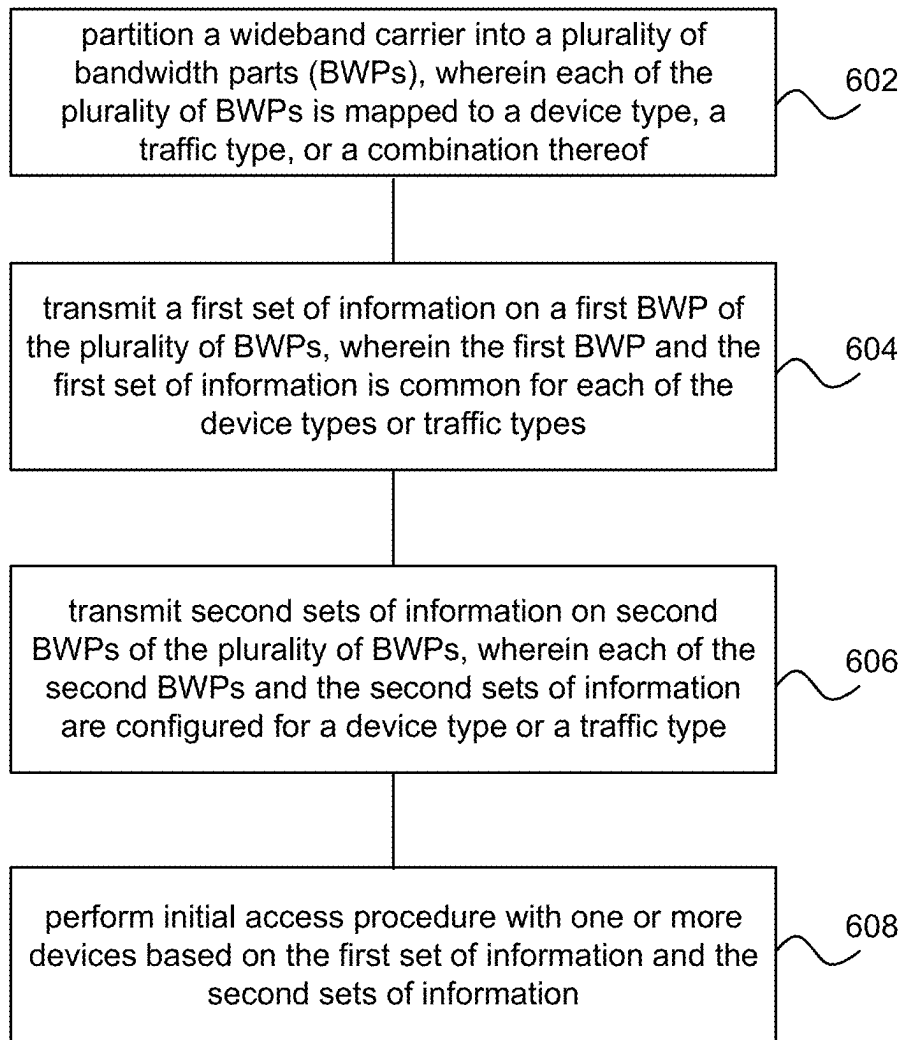 partition a wideband carrier into a plurality of
bandwidth parts (BWPs), wherein each of the
plurality of BWPs is mapped to a device type, a
traffic type, or a combination thereof
602
transmit a first set of information on a first BWP of
the plurality of BWPs, wherein the first BWP and the
first set of information is common for each of the
device types or traffic types
604
transmit second sets of information on second
BWPs of the plurality of BWPs, wherein each of the
second BWPs and the second sets of information
are configured for a device type or a traffic type
606
perform initial access procedure with one or more
devices based on the first set of information and the
second sets of information
608